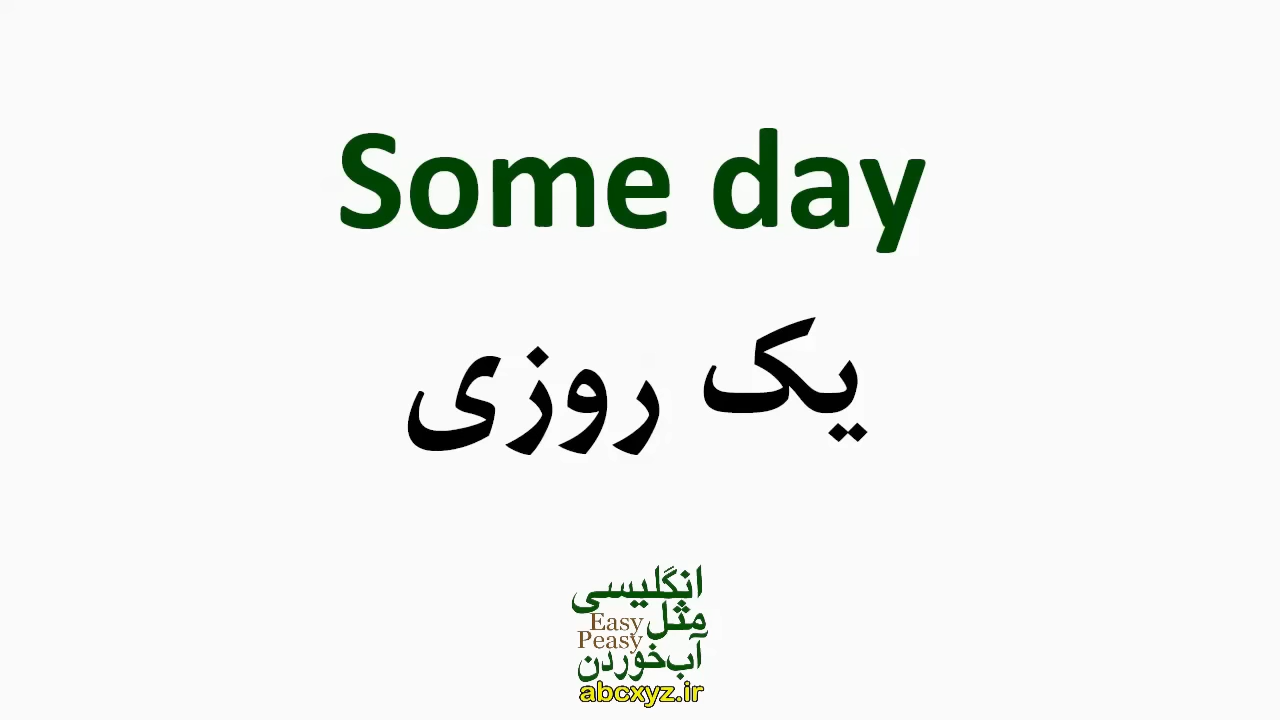 Some day
یک روزی
انگلیسی
مثل Easy
Peasy
آب خوردن
abcxyz.ir